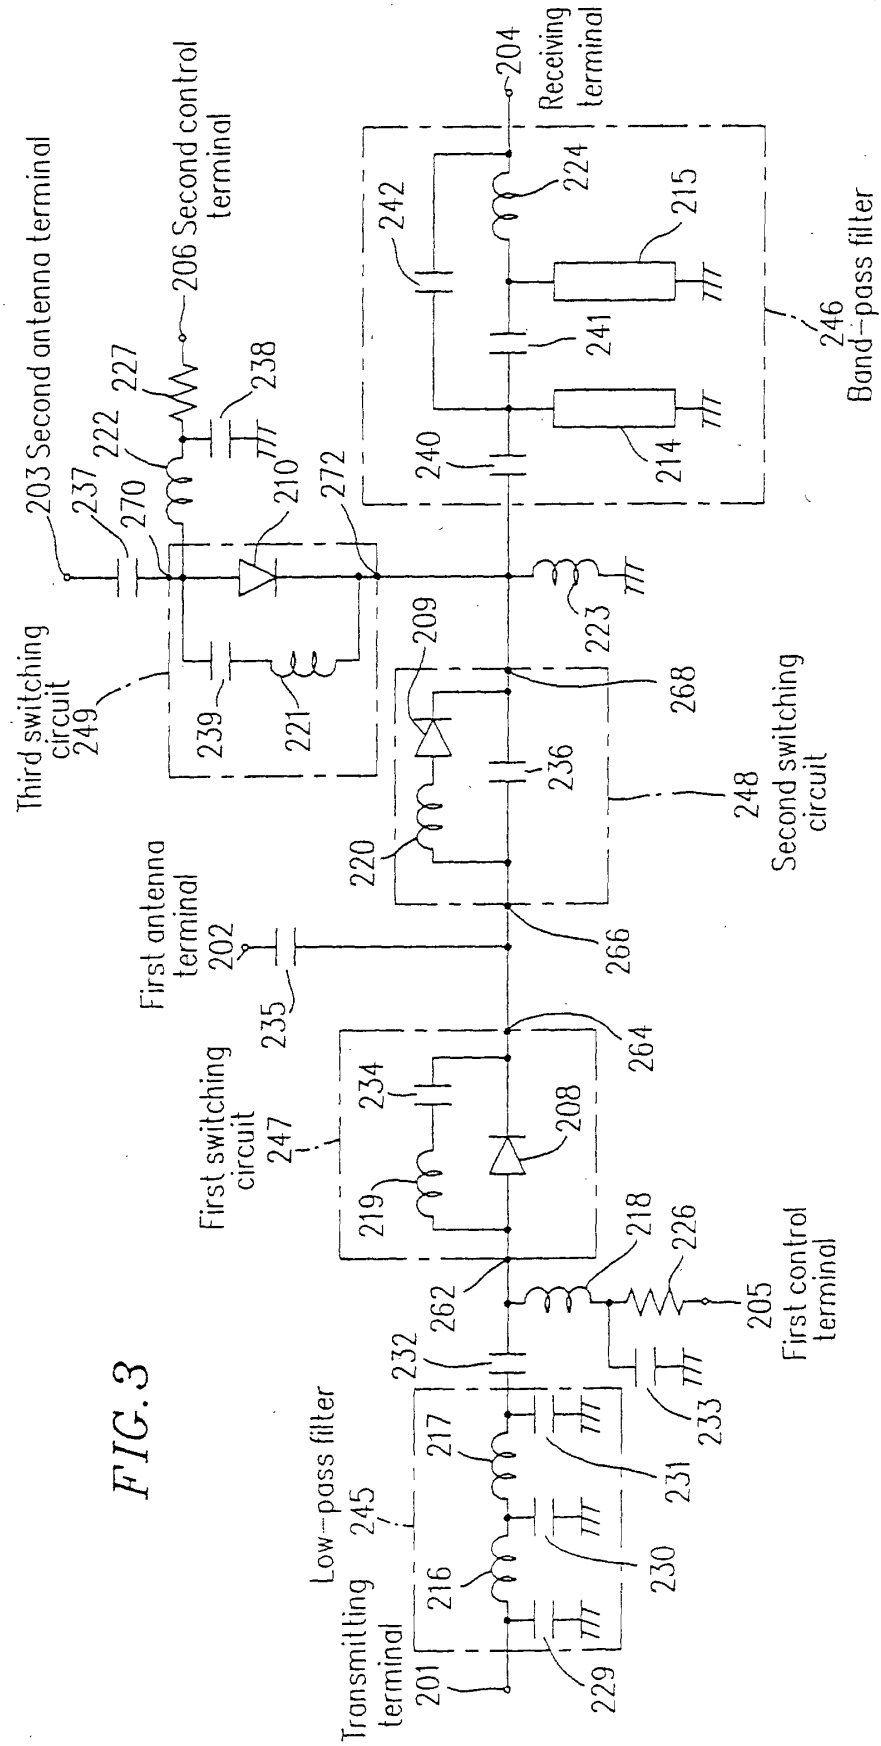 FIG.3
Transmitting
terminal
201
Low-pass filter
245
216
217
229
230
231
232
233
262
218
226
205
First control
terminal
First switching
circuit
247
219
234
208
264
First antenna
terminal
202
235
266
220
209
236
268
248
Second switching
circuit
Third switching
circuit
249
239
221
203 Second antenna terminal
237
270
222
227
206 Second control
terminal
238
210
272
223
240
242
241
224
214
215
246
Band-pass filter
204
Receiving
terminal